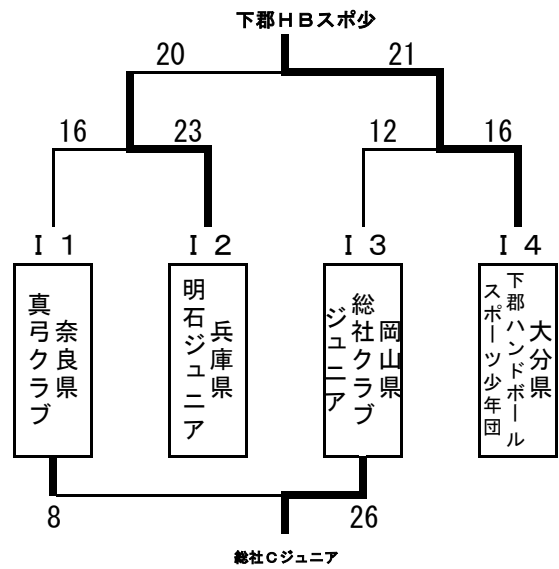 下郡ＨＢスポ少
20 21
16 23 12 16
Ｉ１ Ｉ２ Ｉ３ Ｉ４
奈良県
真弓クラブ
兵庫県
明石ジュニア
岡山県
総社クラブ
ジュニア
大分県
下郡ハンドボール
スポーツ少年団
8 26
総社Ｃジュニア